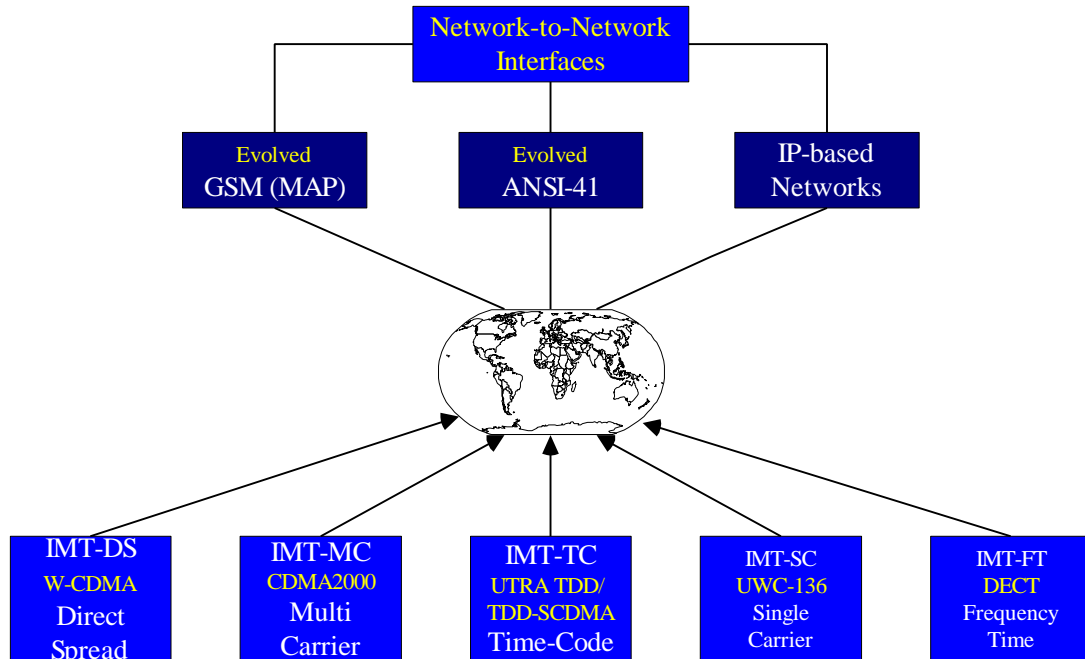 Network-to-Network
Interfaces
Evolved
GSM (MAP)
Evolved
ANSI-41
IP-based
Networks
IMT-DS
W-CDMA
Direct
Spread
IMT-MC
CDMA2000
Multi
Carrier
IMT-TC
UTRA TDD/
TDD-SCDMA
Time-Code
IMT-SC
UWC-136
Single
Carrier
IMT-FT
DECT
Frequency
Time